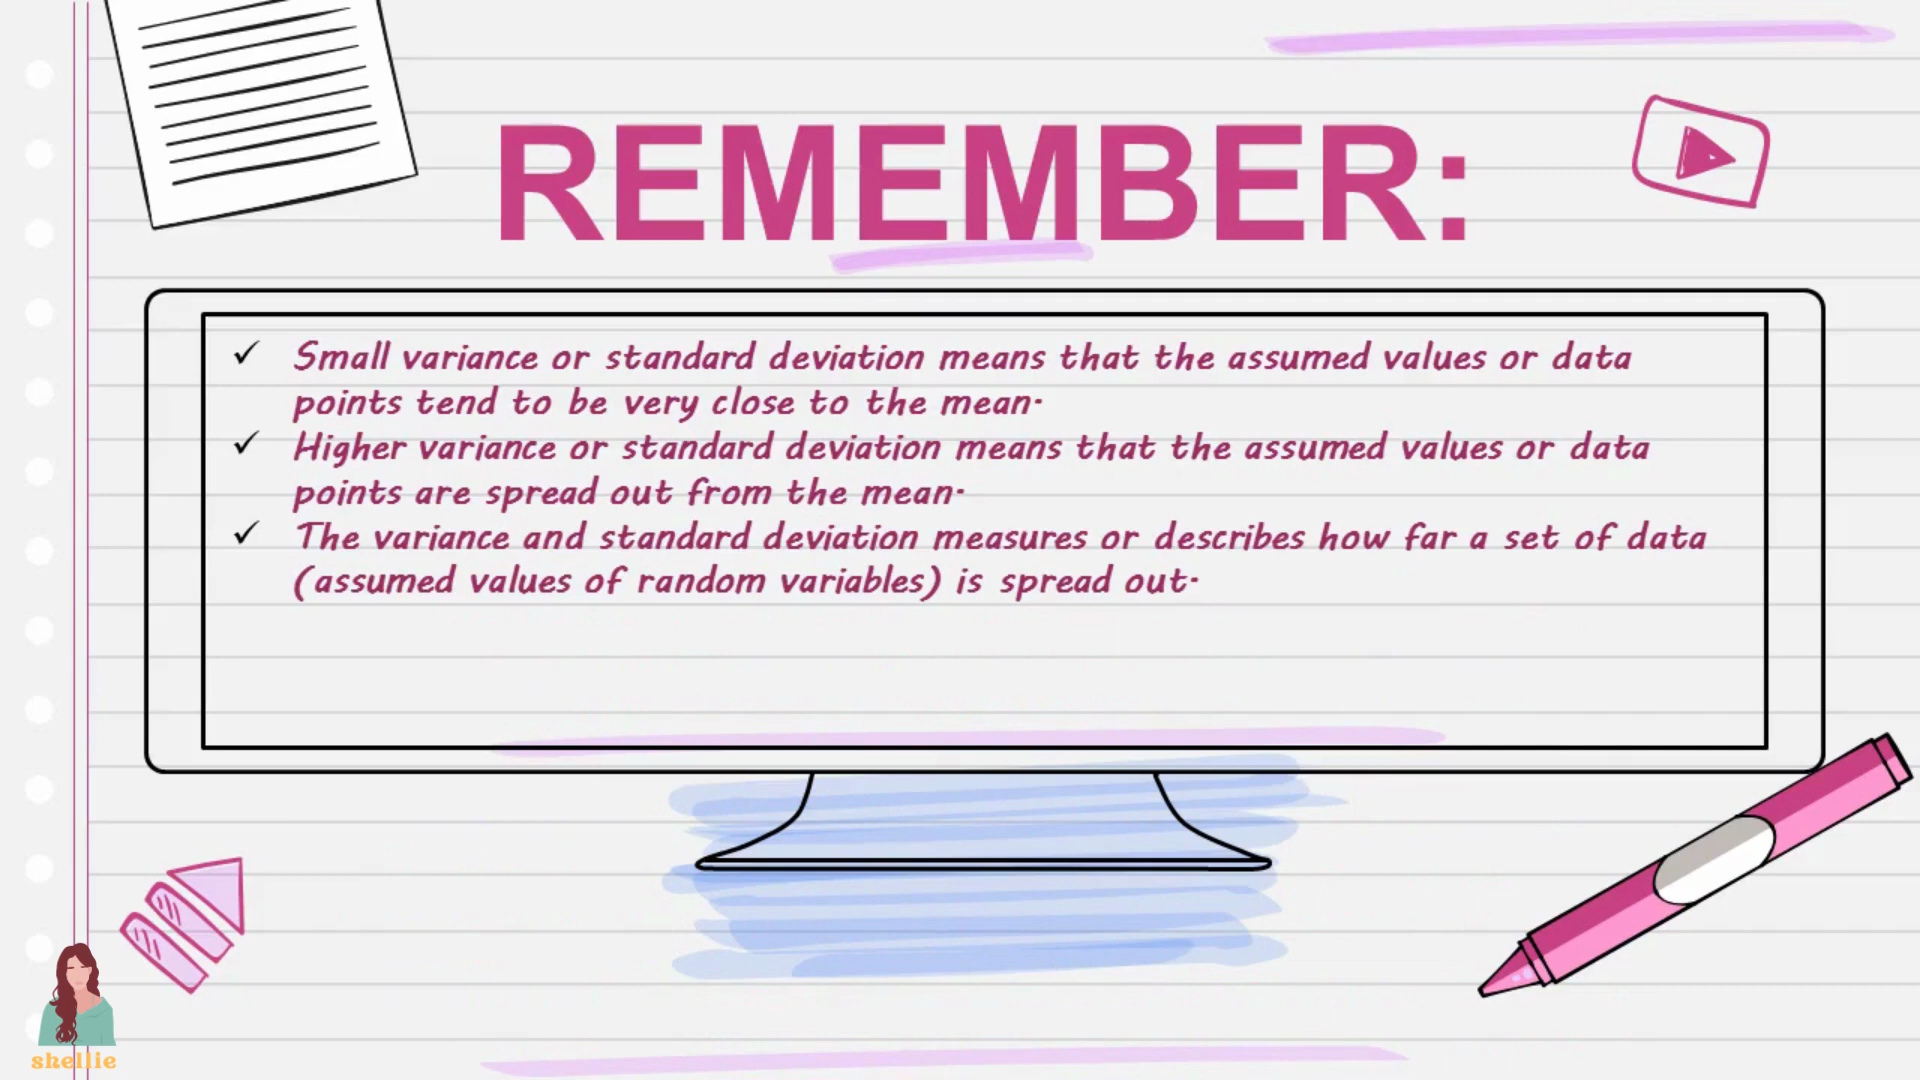 REMEMBER:
✓ Small variance or standard deviation means that the assumed values or data
points tend to be very close to the mean.
✓ Higher variance or standard deviation means that the assumed values or data
points are spread out from the mean.
✓ The variance and standard deviation measures or describes how far a set of data
(assumed values of random variables) is spread out.
shellie